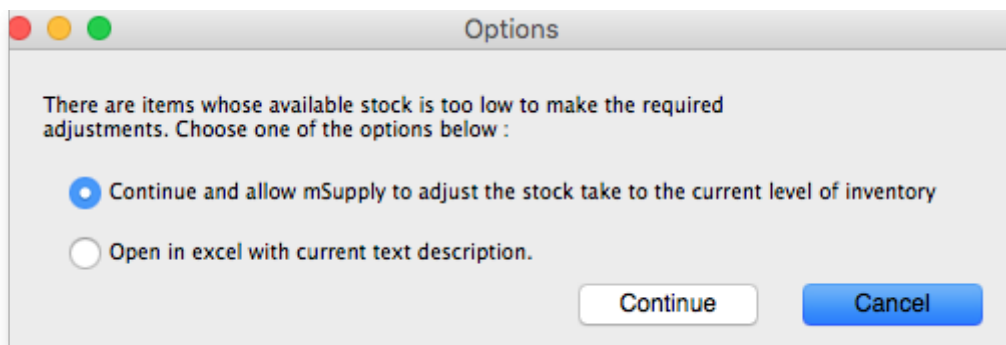 Options
There are items whose available stock is too low to make the required
adjustments. Choose one of the options below :
Continue and allow mSupply to adjust the stock take to the current level of inventory
Open in excel with current text description.
Continue
Cancel